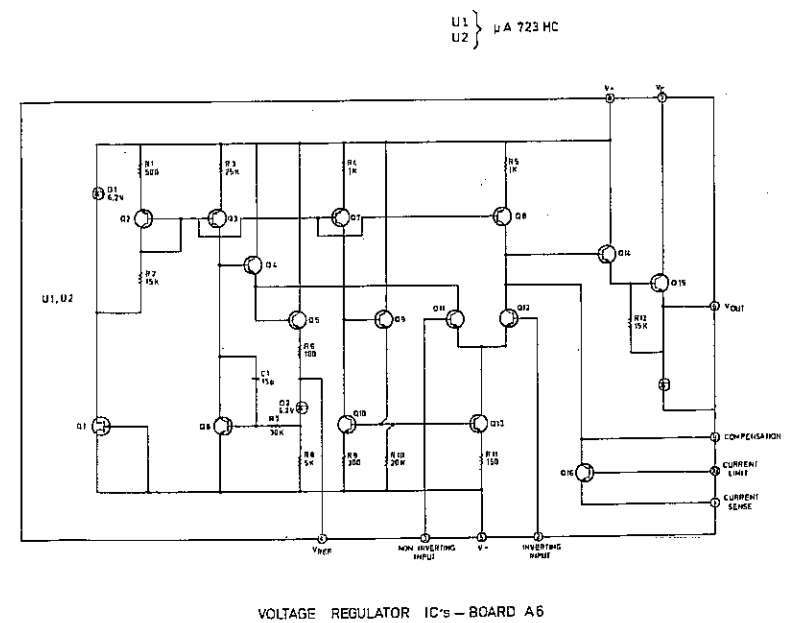 U1
U2
μA 723 HC
V+
R1
500
R3
25K
R4
1K
R5
1K
D1
6.2V
Q2
Q3
Q7
Q8
Q4
Q14
R2
15K
Q15
U1, U2
Q5
Q9
Q11
Q12
R12
15K
VOUT
R6
100
C1
15p
D2
6.2V
Q1
Q6
R7
30K
Q10
Q13
COMPENSATION
R8
5K
R9
300
R10
20K
R11
150
Q16
CURRENT
LIMIT
CURRENT
SENSE
VREF
NON INVERTING
INPUT
V-
INVERTING
INPUT
VOLTAGE REGULATOR IC's – BOARD A6